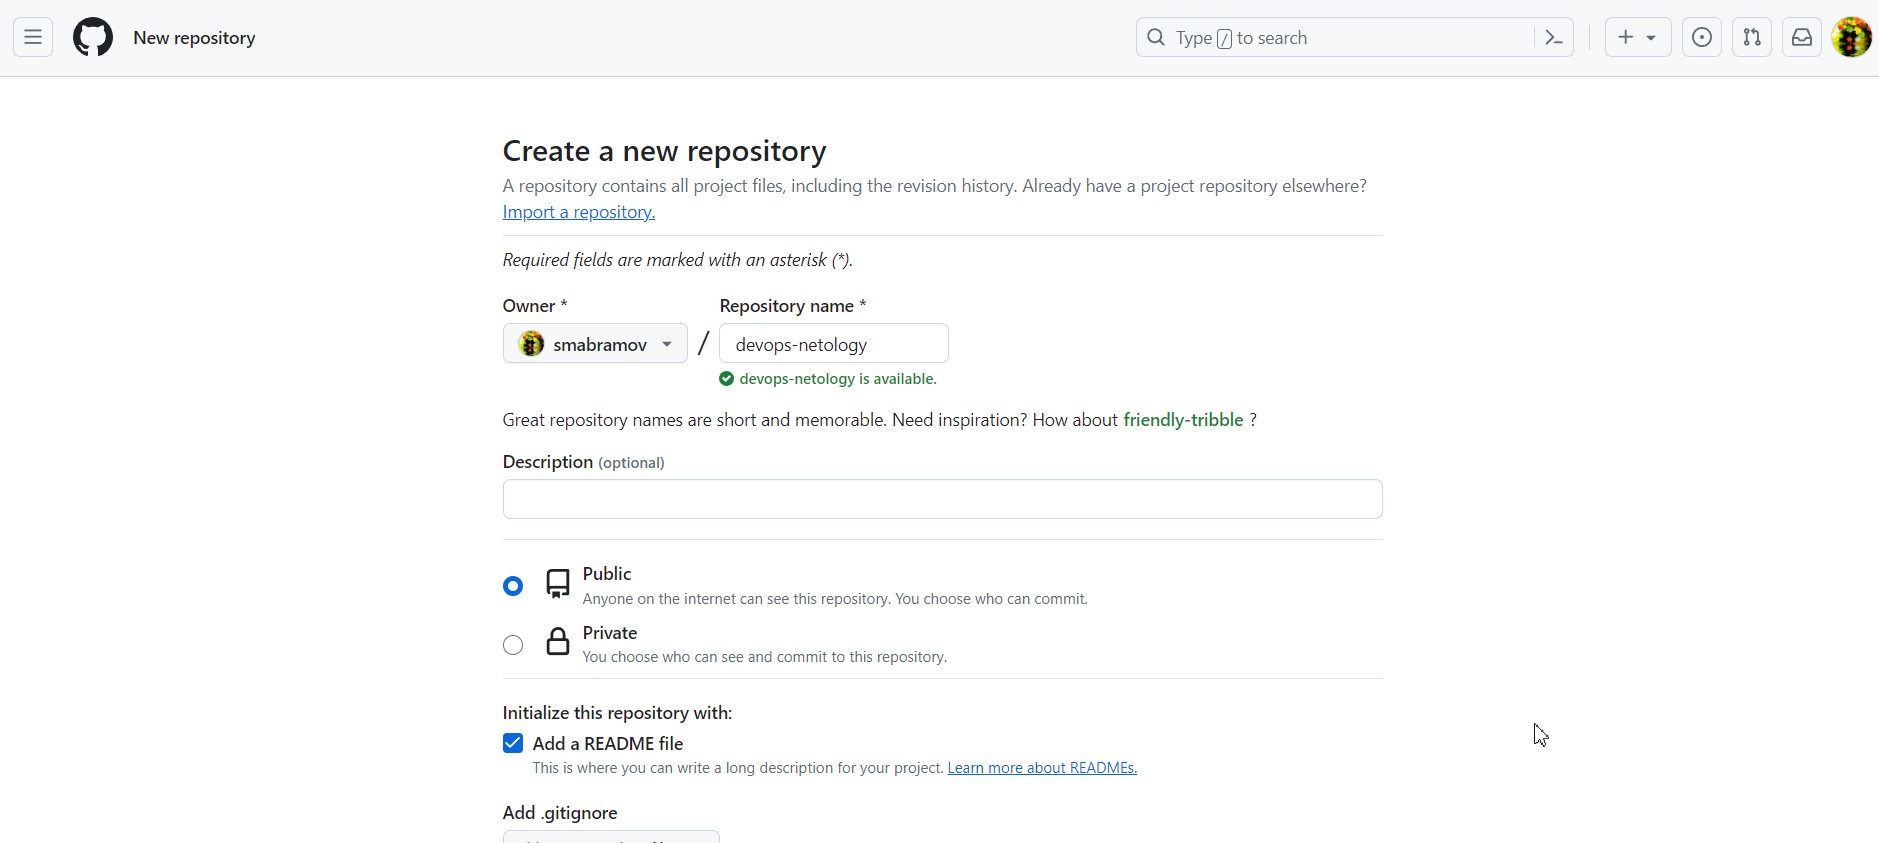 New repository
Type / to search
Create a new repository
A repository contains all project files, including the revision history. Already have a project repository elsewhere?
Import a repository.
Required fields are marked with an asterisk (*).
Owner *
Repository name *
smabramov / devops-netology
devops-netology is available.
Great repository names are short and memorable. Need inspiration? How about friendly-tribble ?
Description (optional)
Public
Anyone on the internet can see this repository. You choose who can commit.
Private
You choose who can see and commit to this repository.
Initialize this repository with:
Add a README file
This is where you can write a long description for your project. Learn more about READMEs.
Add .gitignore